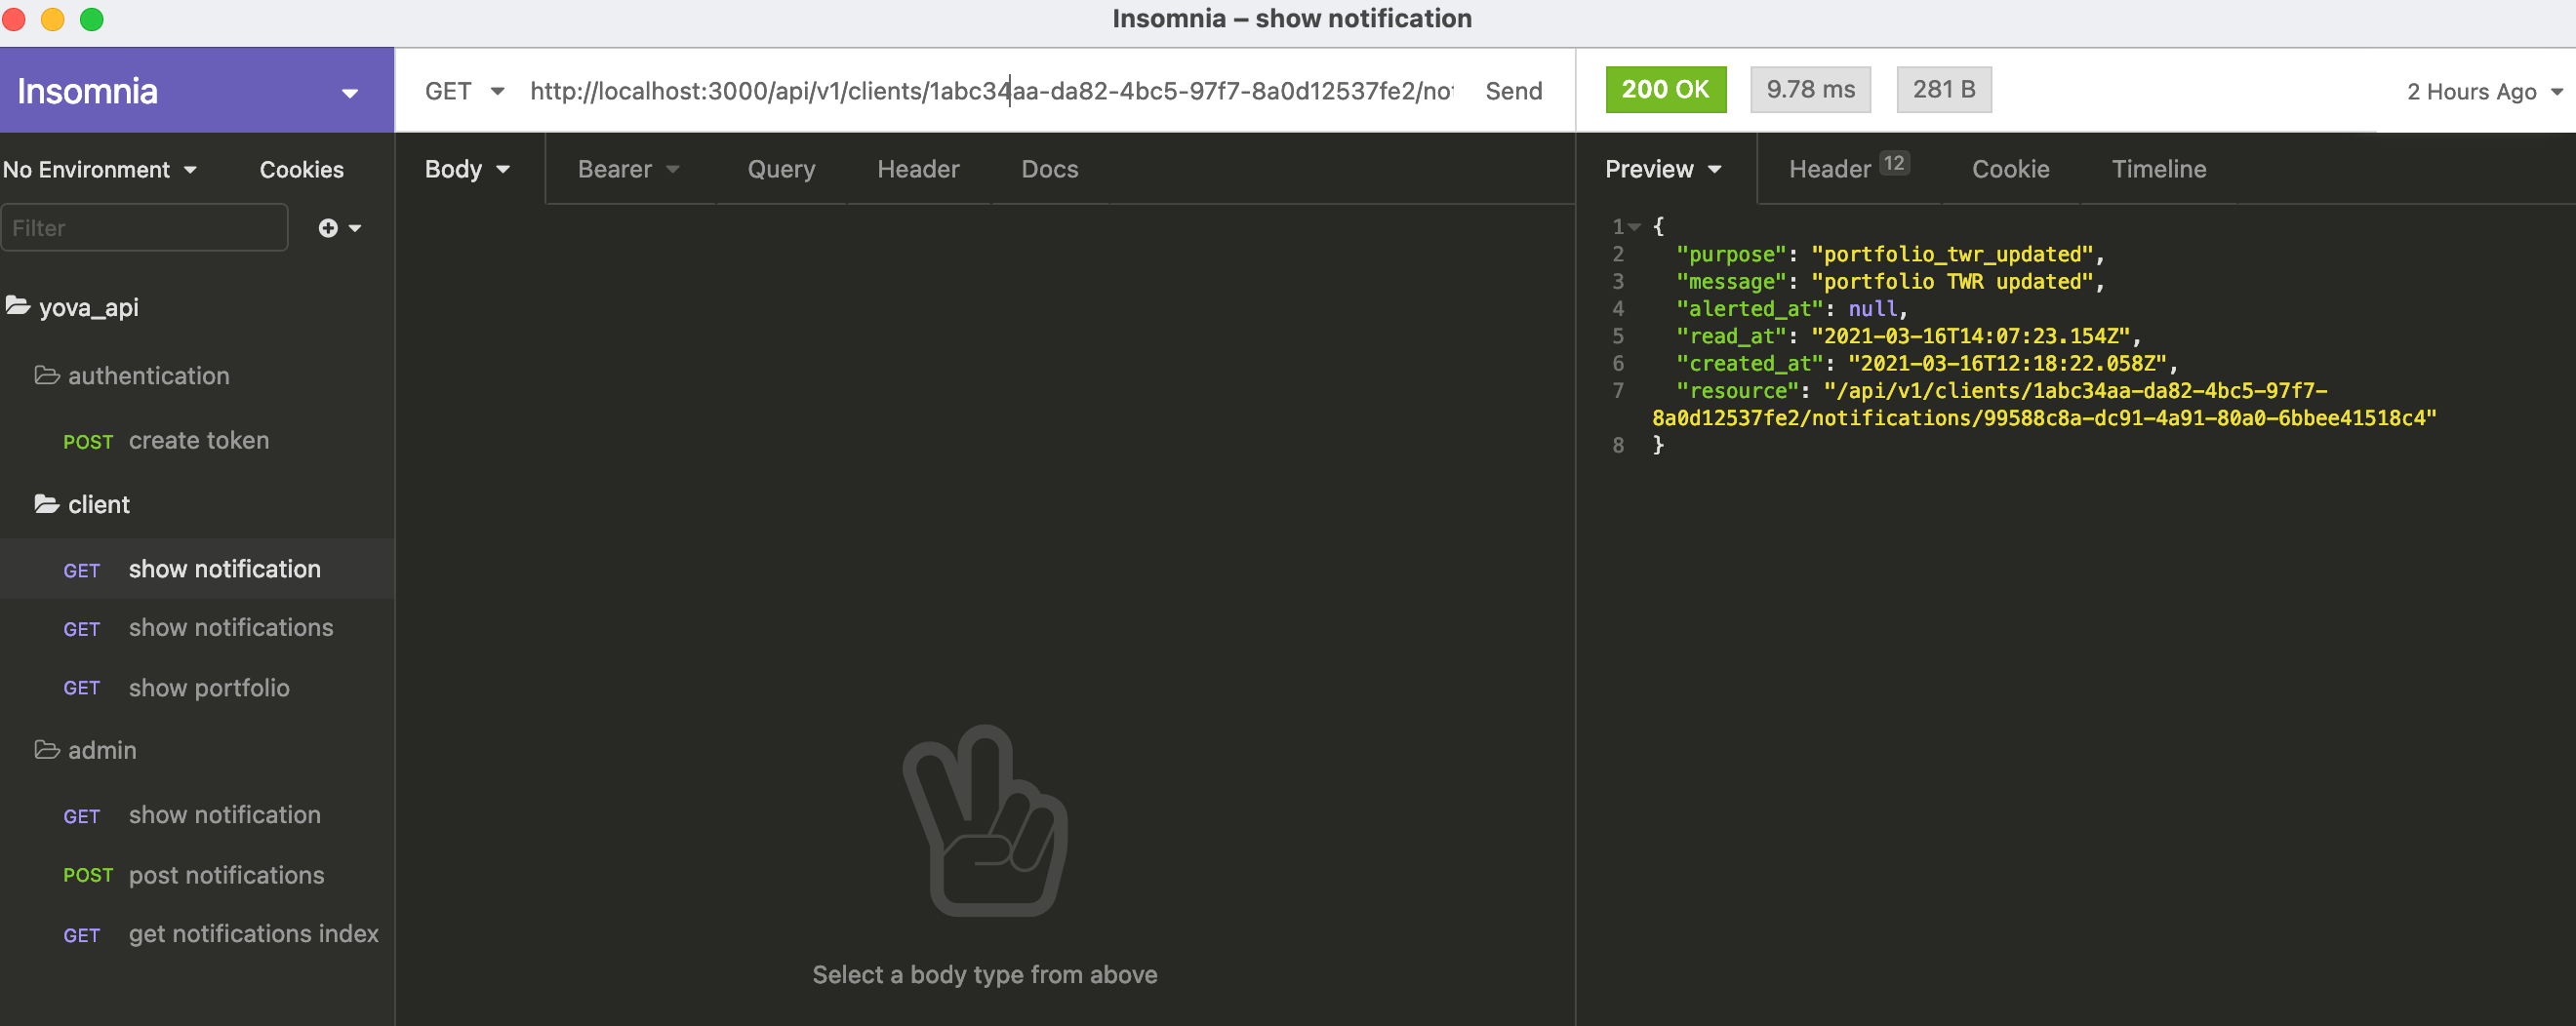 Insomnia – show notification
Insomnia
GET http://localhost:3000/api/v1/clients/1abc34aa-da82-4bc5-97f7-8a0d12537fe2/no Send
200 OK 9.78 ms 281 B 2 Hours Ago
No Environment Cookies
Body Bearer Query Header Docs
Preview Header 12 Cookie Timeline
Filter
yova_api
authentication
POST create token
client
GET show notification
GET show notifications
GET show portfolio
admin
GET show notification
POST post notifications
GET get notifications index
Select a body type from above
1 {
2 "purpose": "portfolio_twr_updated",
3 "message": "portfolio TWR updated",
4 "alerted_at": null,
5 "read_at": "2021-03-16T14:07:23.154Z",
6 "created_at": "2021-03-16T12:18:22.058Z",
7 "resource": "/api/v1/clients/1abc34aa-da82-4bc5-97f7-
8a0d12537fe2/notifications/99588c8a-dc91-4a91-80a0-6bbee41518c4"
8 }